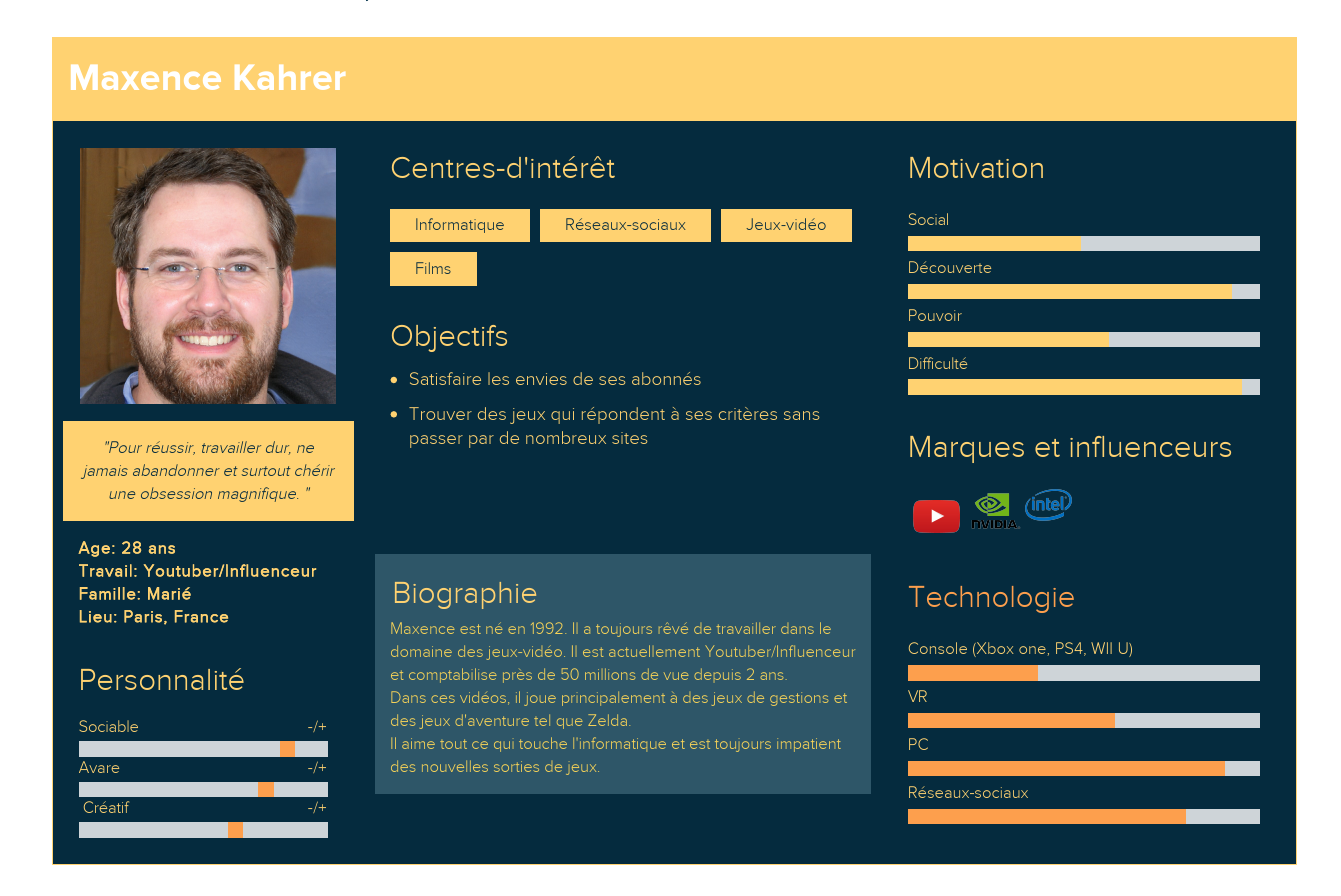 Maxence Kahrer
"Pour réussir, travailler dur, ne
jamais abandonner et surtout chérir
une obsession magnifique. "
Age: 28 ans
Travail: Youtuber/Influenceur
Famille: Marié
Lieu: Paris, France
Personnalité
Sociable -/+
Avare -/+
Créatif -/+
Centres-d'intérêt
Informatique Réseaux-sociaux Jeux-vidéo
Films
Objectifs
• Satisfaire les envies de ses abonnés
• Trouver des jeux qui répondent à ses critères sans
passer par de nombreux sites
Biographie
Maxence est né en 1992. Il a toujours rêvé de travailler dans le
domaine des jeux-vidéo. Il est actuellement Youtuber/Influenceur
et comptabilise près de 50 millions de vue depuis 2 ans.
Dans ces vidéos, il joue principalement à des jeux de gestions et
des jeux d'aventure tel que Zelda.
Il aime tout ce qui touche l'informatique et est toujours impatient
des nouvelles sorties de jeux.
Motivation
Social
Découverte
Pouvoir
Difficulté
Marques et influenceurs
NVIDIA
intel
Technologie
Console (Xbox one, PS4, WII U)
VR
PC
Réseaux-sociaux